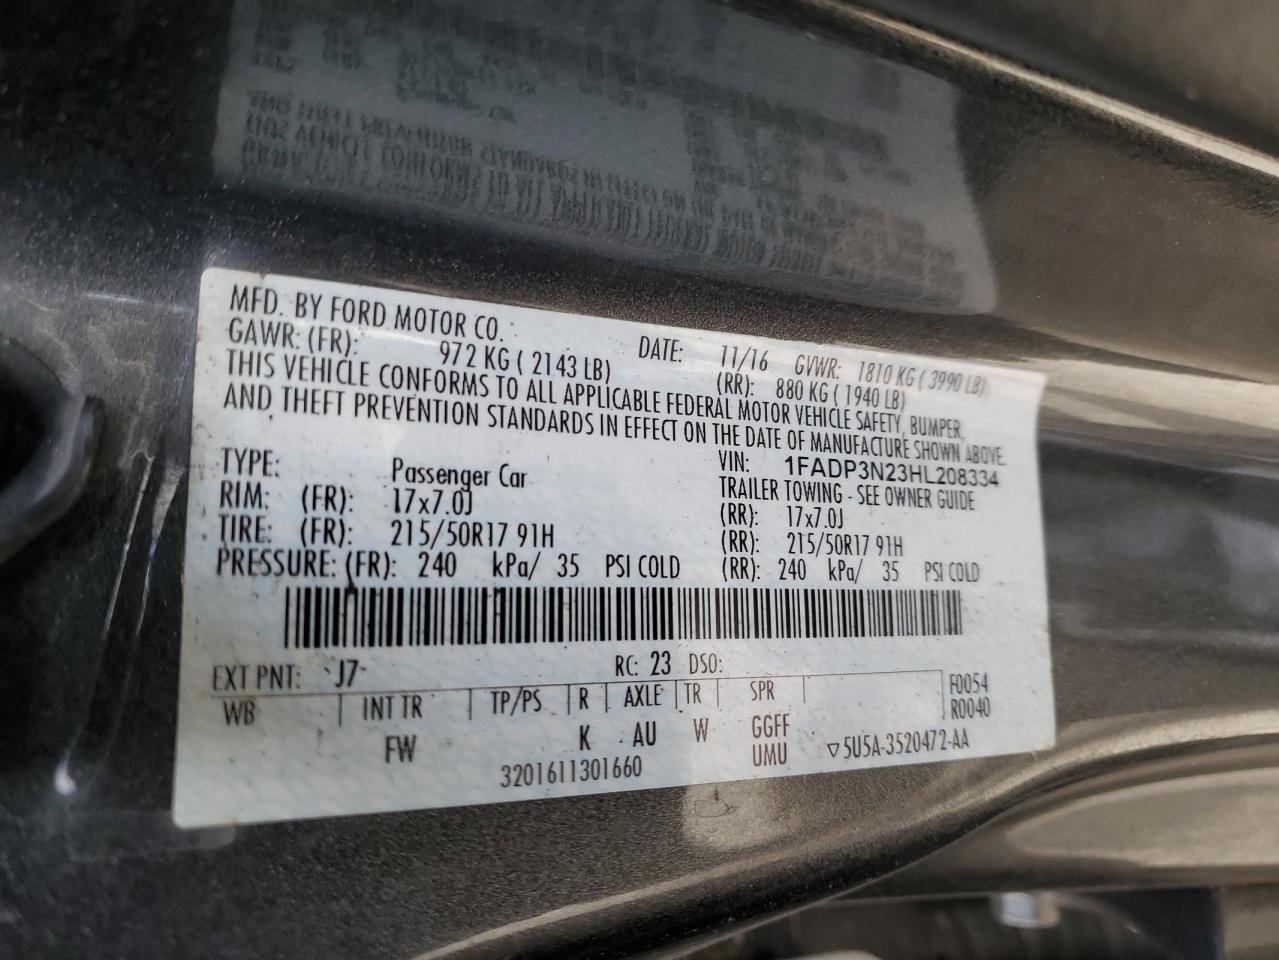 MFD. BY FORD MOTOR CO.
DATE: 11/16 GVWR: 1810 KG ( 3990 LB)
GAWR: (FR): 972 KG ( 2143 LB) (RR): 880 KG ( 1940 LB)
THIS VEHICLE CONFORMS TO ALL APPLICABLE FEDERAL MOTOR VEHICLE SAFETY, BUMPER,
AND THEFT PREVENTION STANDARDS IN EFFECT ON THE DATE OF MANUFACTURE SHOWN ABOVE.
VIN: 1FADP3N23HL208334
TYPE: Passenger Car TRAILER TOWING - SEE OWNER GUIDE
RIM: (FR): 17x7.0J (RR): 17x7.0J
TIRE: (FR): 215/50R17 91H (RR): 215/50R17 91H
PRESSURE: (FR): 240 kPa/ 35 PSI COLD (RR): 240 kPa/ 35 PSI COLD
EXT PNT: J7 RC: 23 DSO: F0054
WB INT TR TP/PS R AXLE TR SPR R0040
FW K AU W GGFF
UMU ▽5U5A-3520472-AA
3201611301660